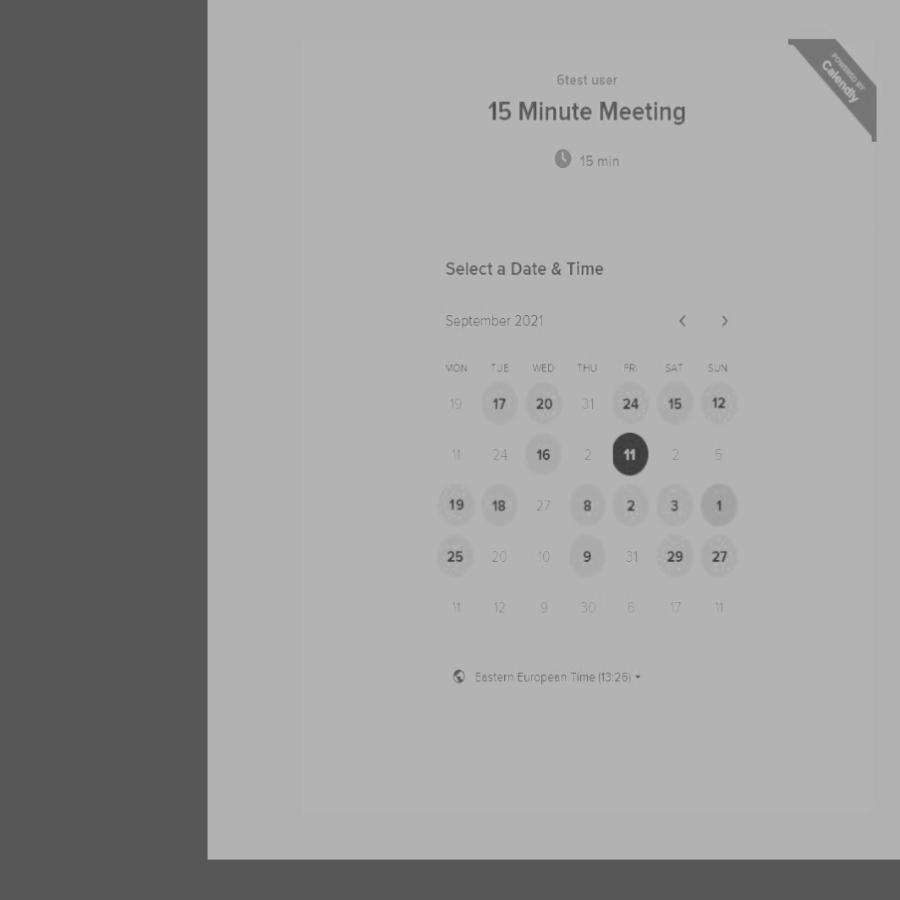 POWERED BY
Calendly
6test user
15 Minute Meeting
15 min
Select a Date & Time
September 2021
MON TUE WED THU FRI SAT SUN
19 17 20 31 24 15 12
11 24 16 2 11 2 5
19 18 27 8 2 3 1
25 20 10 9 31 29 27
11 12 9 30 6 17 11
Eastern European Time (13:26)